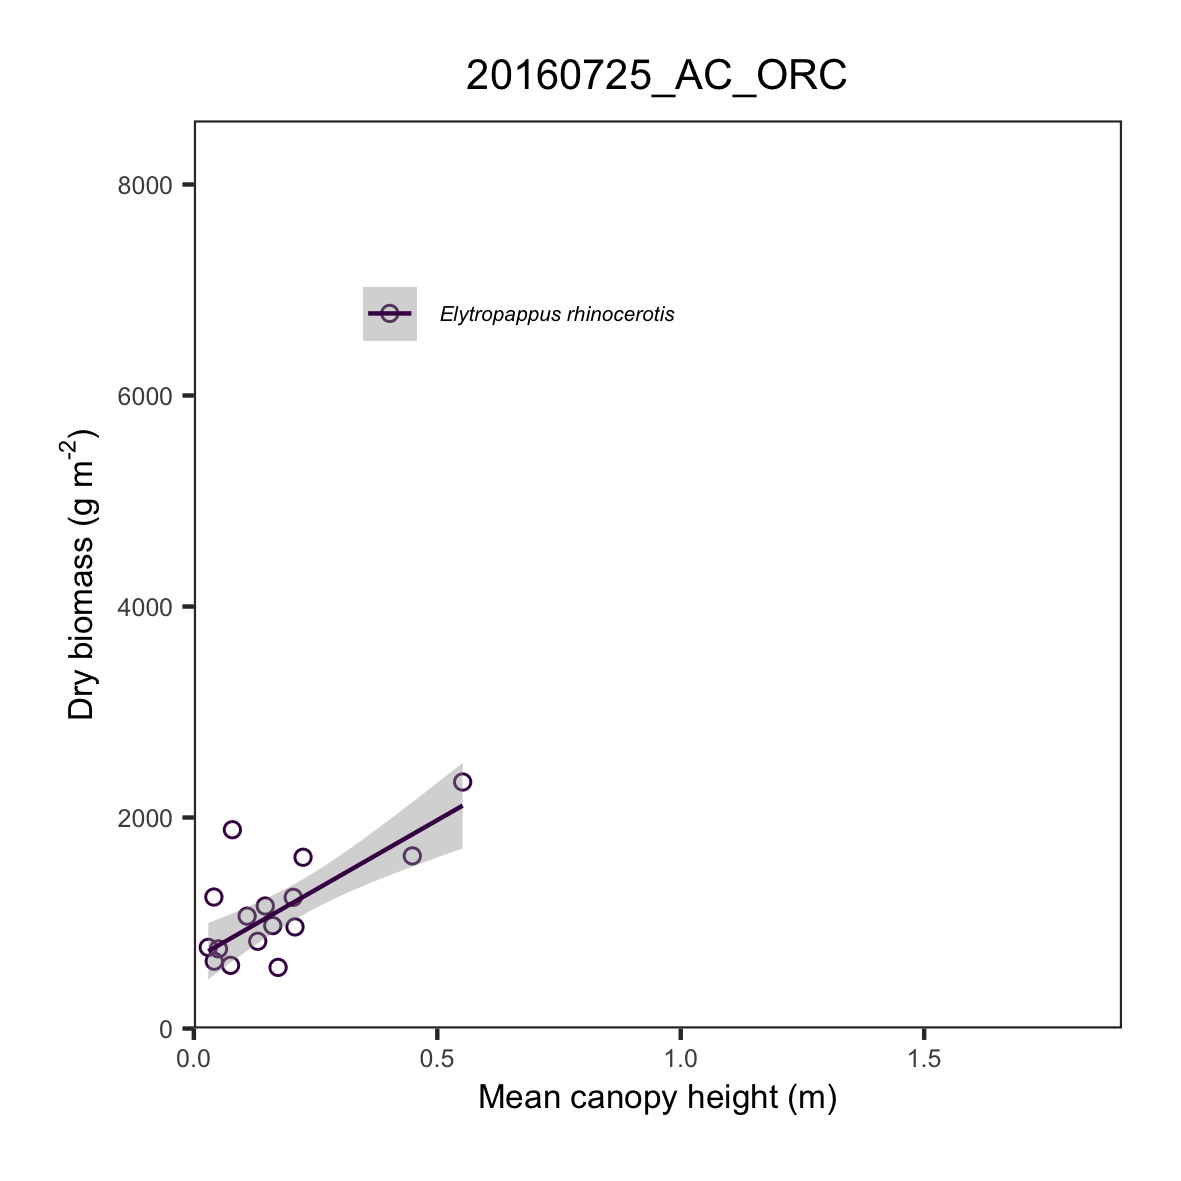 20160725_AC_ORC
8000
Elytropappus rhinocerotis
6000
Dry biomass (g m⁻²)
4000
2000
0
0.0 0.5 1.0 1.5
Mean canopy height (m)